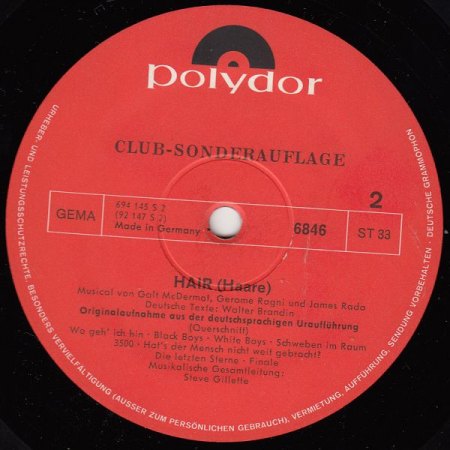 polydor
CLUB-SONDERAUFLAGE
2
GEMA
694 145 S 2
(92 147 S 2)
Made in Germany
6846
ST 33
HAIR (Haare)
Musical von Galt McDermot, Gerome Ragni und James Rado
Deutsche Texte: Walter Brandin
Originalaufnahme aus der deutschsprachigen Uraufführung
(Querschnitt)
Wo geh' ich hin · Black Boys · White Boys · Schweben im Raum
3500 · Hat's der Mensch nicht weit gebracht?
Die letzten Sterne · Finale
Musikalische Gesamtleitung:
Steve Gillette
URHEBER- UND LEISTUNGSSCHUTZRECHTE, BESONDERS VERVIELFÄLTIGUNG (AUSSER ZUM PERSÖNLICHEN GEBRAUCH), VERMIETUNG, AUFFÜHRUNG, SENDUNG VORBEHALTEN · DEUTSCHE GRAMMOPHON